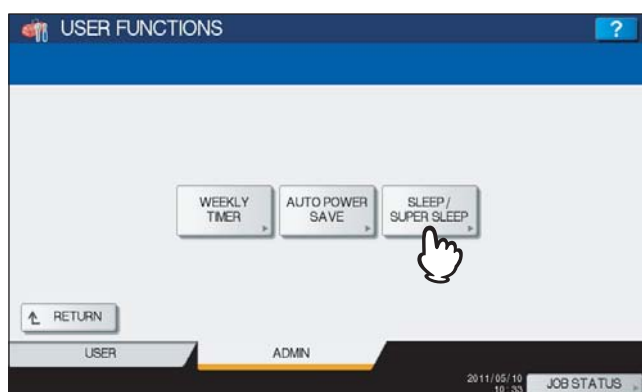 USER FUNCTIONS
?
WEEKLY
TIMER
AUTO POWER
SAVE
SLEEP /
SUPER SLEEP
RETURN
USER
ADMIN
2011/05/10
10:33
JOB STATUS